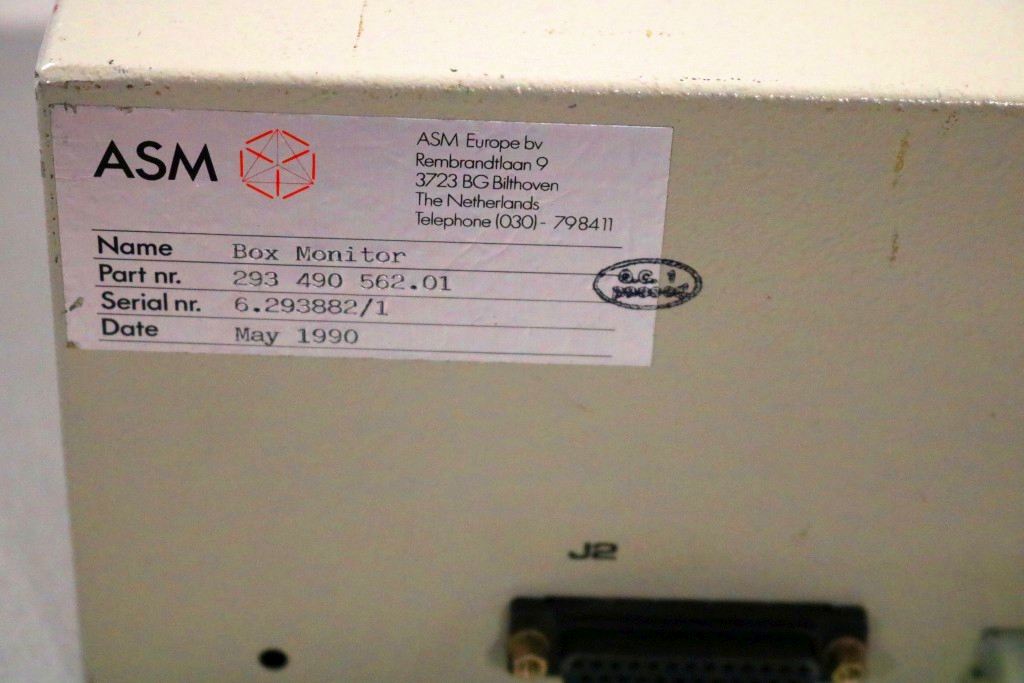 ASM
ASM Europe bv
Rembrandtlaan 9
3723 BG Bilthoven
The Netherlands
Telephone (030) - 798411
Name Box Monitor
Part nr. 293 490 562.01
Serial nr. 6.293882/1
Date May 1990
Q.C. 1
J2